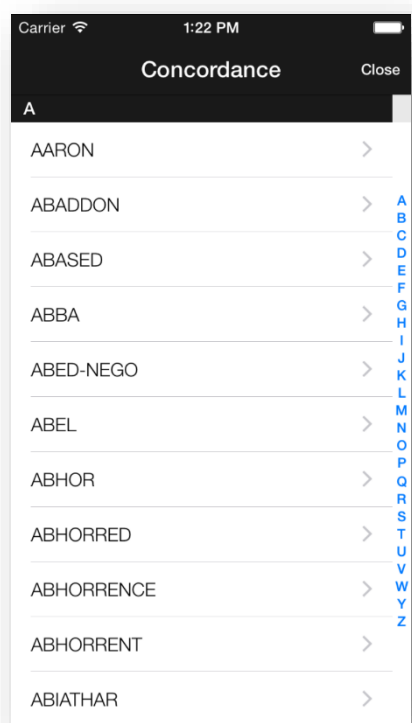 Carrier 1:22 PM
Concordance Close
A
AARON
ABADDON
ABASED
ABBA
ABED-NEGO
ABEL
ABHOR
ABHORRED
ABHORRENCE
ABHORRENT
ABIATHAR
A
B
C
D
E
F
G
H
I
J
K
L
M
N
O
P
Q
R
S
T
U
V
W
Y
Z